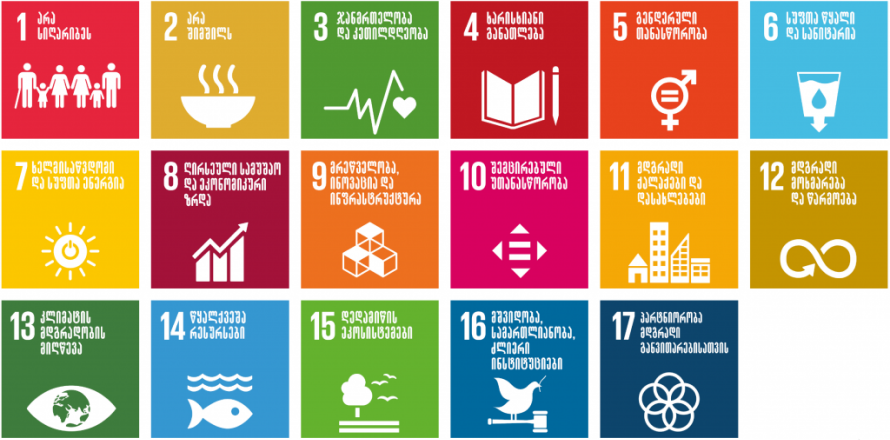 1 არა
სიღარიბეს
2 არა
შიმშილს
3 ჯანმრთელობა
და კეთილდღეობა
4 ხარისხიანი
განათლება
5 გენდერული
თანასწორობა
6 სუფთა წყალი
და სანიტარია
7 ხელმისაწვდომი
და სუფთა ენერგია
8 ღირსეული სამუშაო
და ეკონომიკური
ზრდა
9 მრეწველობა,
ინოვაცია და
ინფრასტრუქტურა
10 შემცირებული
უთანასწორობა
11 მდგრადი
ქალაქები და
დასახლებები
12 მდგრადი
მოხმარება
და წარმოება
13 კლიმატის
მდგრადობის
მიღწევა
14 წყალქვეშა
რესურსები
15 დედამიწის
ეკოსისტემები
16 მშვიდობა,
სამართლიანობა,
ძლიერი
ინსტიტუციები
17 პარტნიორობა
მდგრადი
განვითარებისათვის